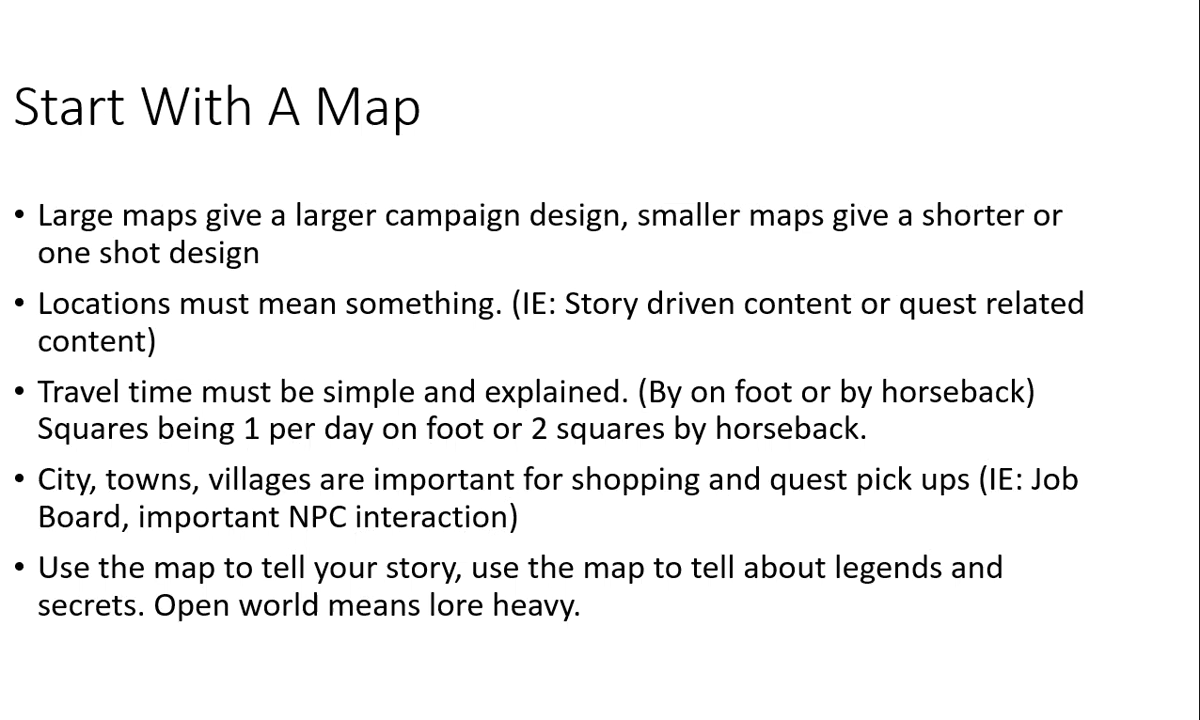 Start With A Map
• Large maps give a larger campaign design, smaller maps give a shorter or
one shot design
• Locations must mean something. (IE: Story driven content or quest related
content)
• Travel time must be simple and explained. (By on foot or by horseback)
Squares being 1 per day on foot or 2 squares by horseback.
• City, towns, villages are important for shopping and quest pick ups (IE: Job
Board, important NPC interaction)
• Use the map to tell your story, use the map to tell about legends and
secrets. Open world means lore heavy.